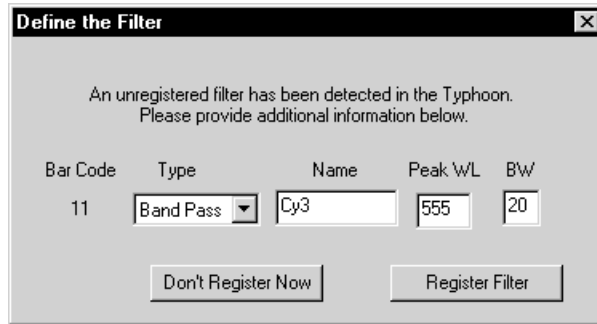 Define the Filter
An unregistered filter has been detected in the Typhoon.
Please provide additional information below.
Bar Code Type Name Peak WL BW
11 Band Pass Cy3 555 20
Don't Register Now Register Filter